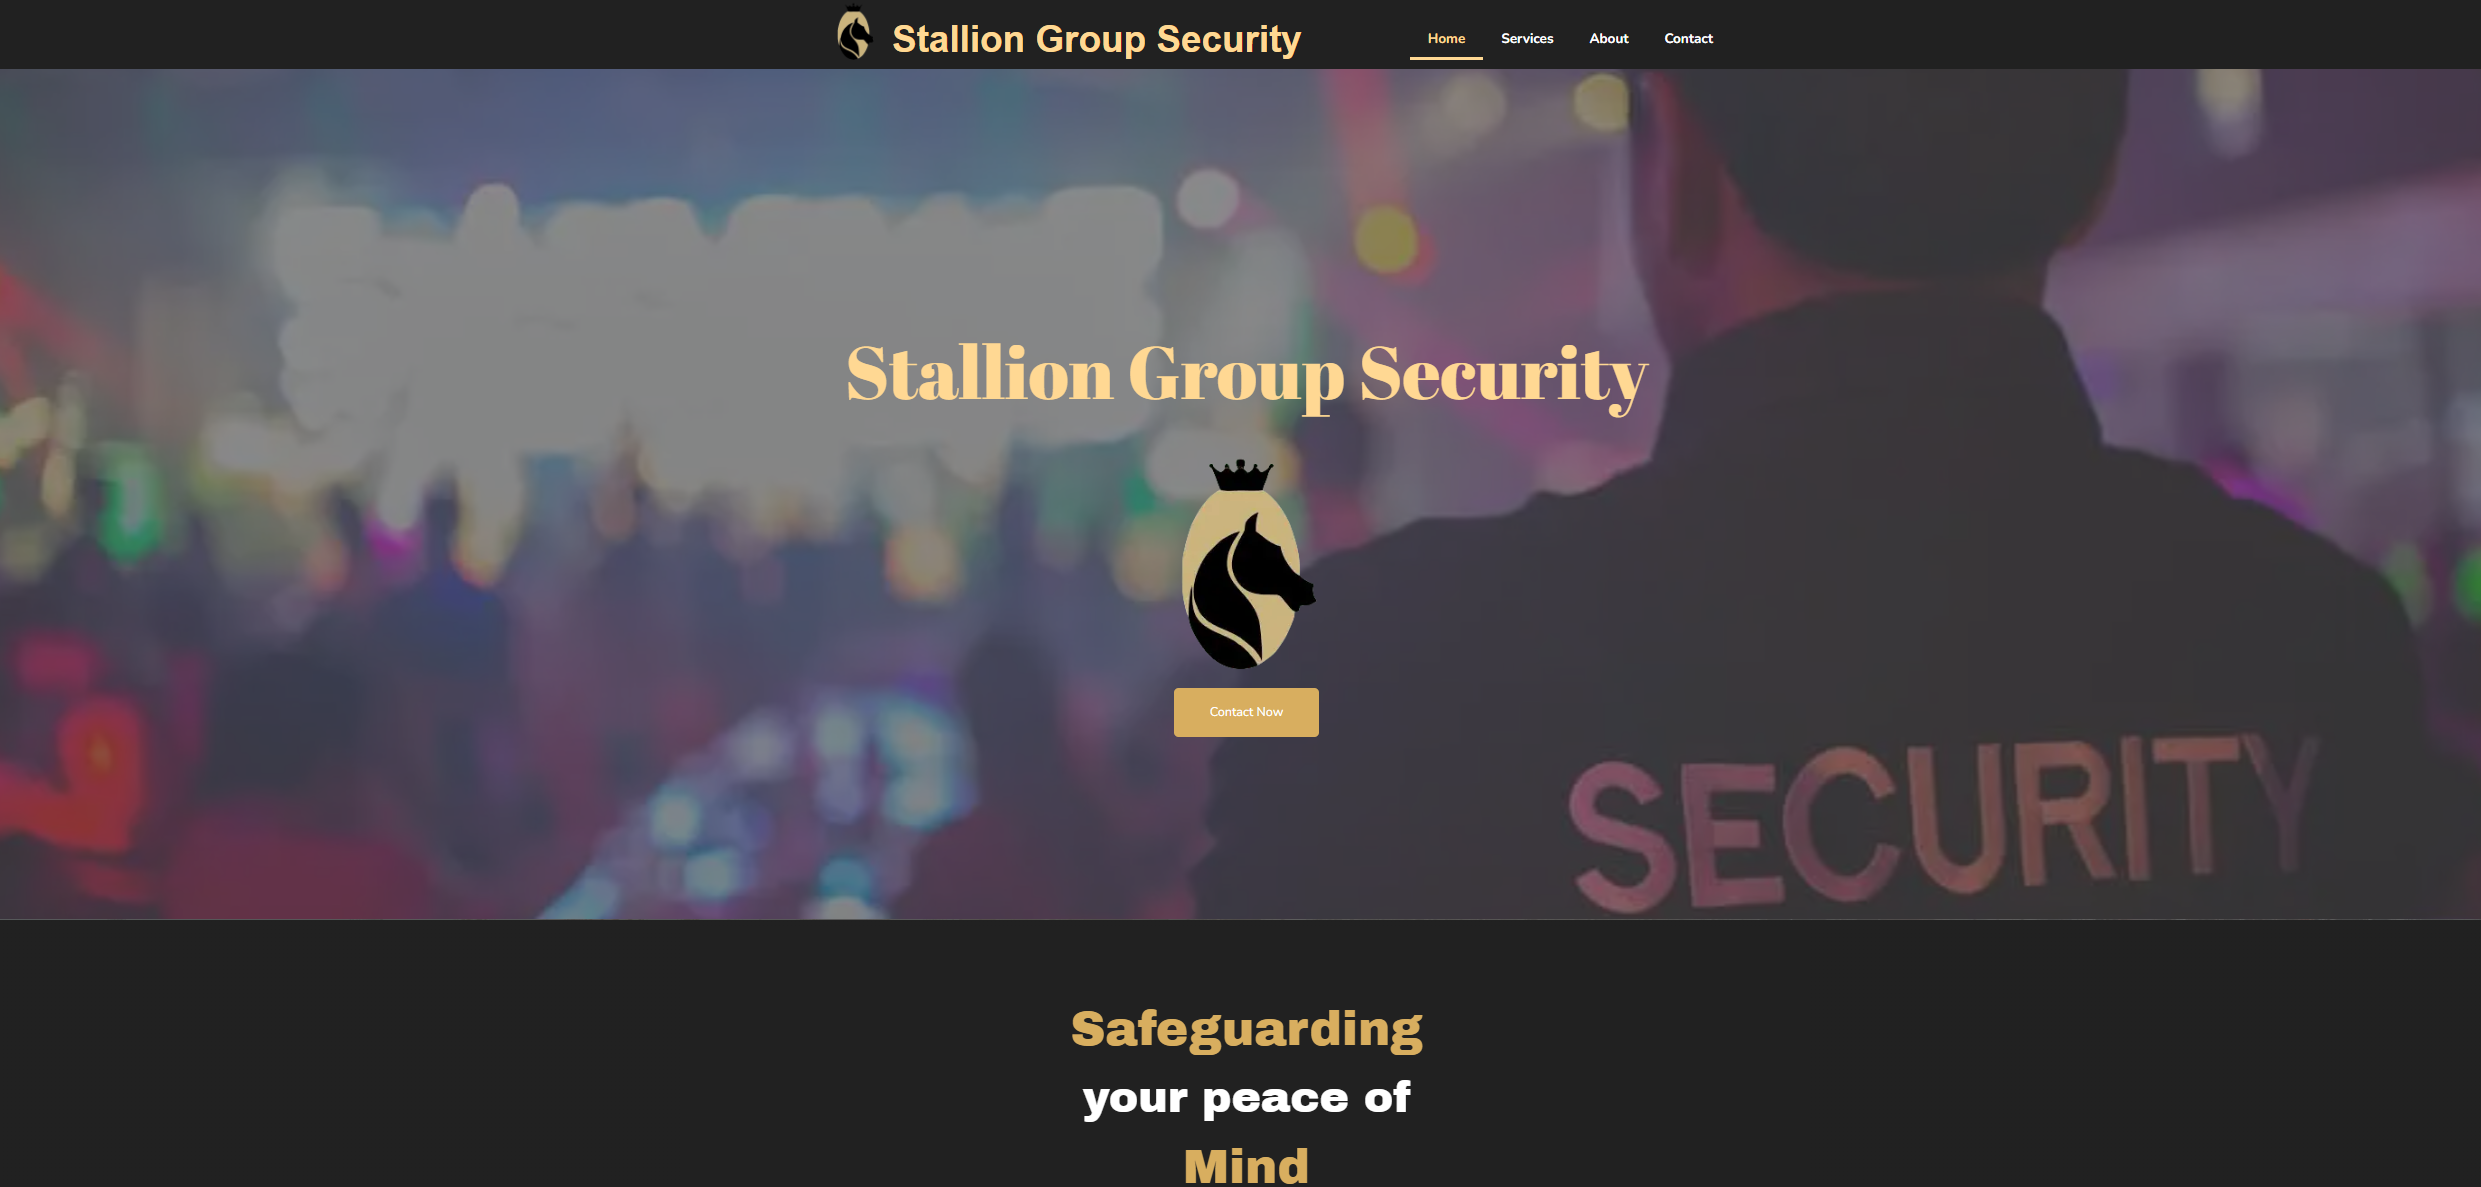 Stallion Group Security
Home Services About Contact
Stallion Group Security
Contact Now
SECURITY
Safeguarding
your peace of
Mind